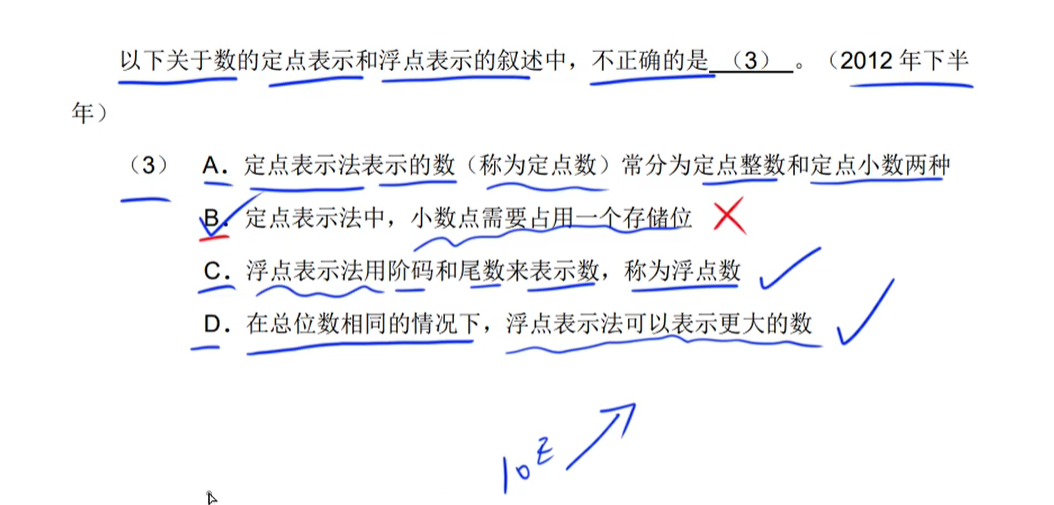 以下关于数的定点表示和浮点表示的叙述中，不正确的是（3）。（2012年下半
年）
（3） A．定点表示法表示的数（称为定点数）常分为定点整数和定点小数两种
B．定点表示法中，小数点需要占用一个存储位
C．浮点表示法用阶码和尾数来表示数，称为浮点数
D．在总位数相同的情况下，浮点表示法可以表示更大的数